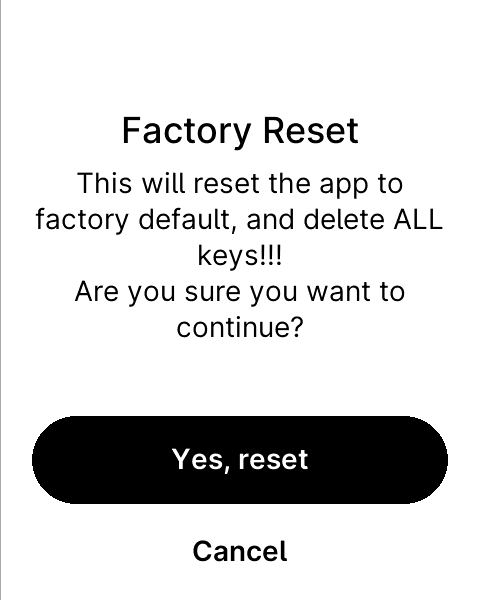 Factory Reset
This will reset the app to
factory default, and delete ALL
keys!!!
Are you sure you want to
continue?
Yes, reset
Cancel